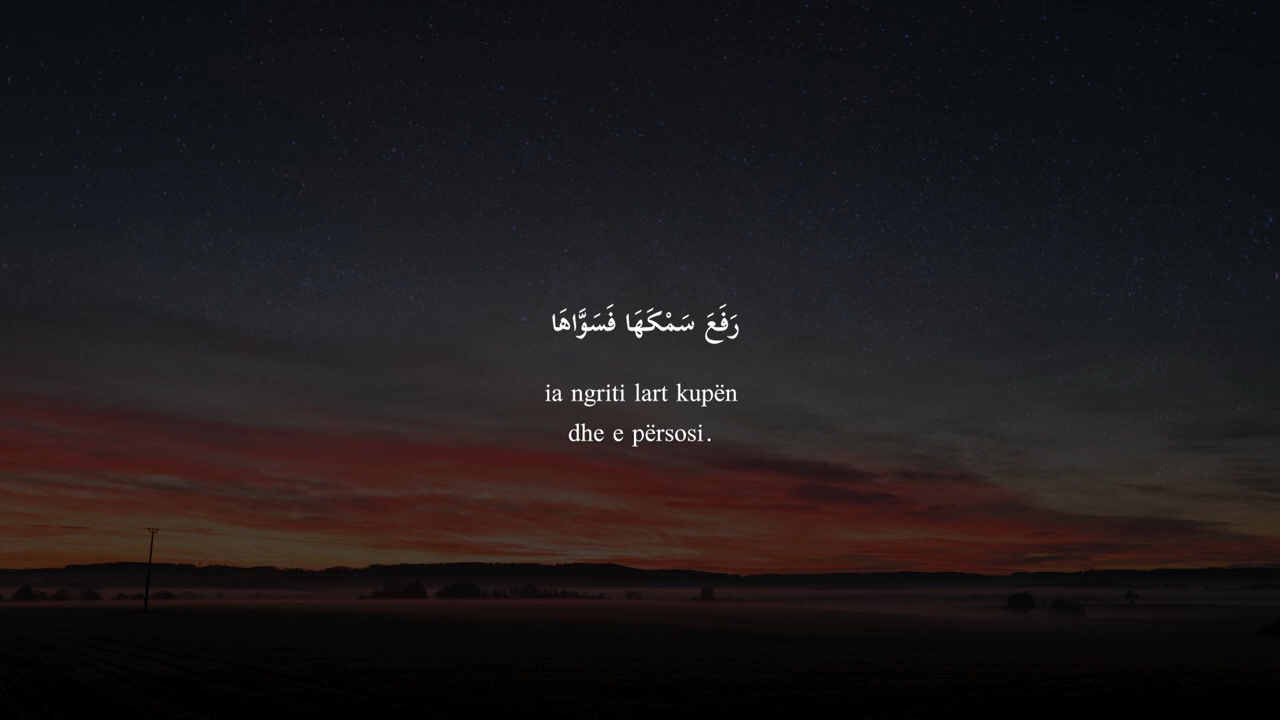 رَفَعَ سَمْكَهَا فَسَوَّاهَا
ia ngriti lart kupën
dhe e përsosi.